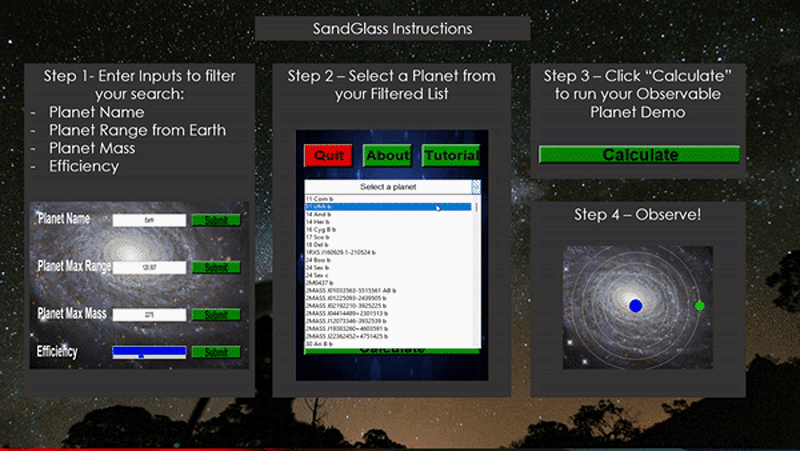 SandGlass Instructions
Step 1- Enter Inputs to filter
your search:
- Planet Name
- Planet Range from Earth
- Planet Mass
- Efficiency
Planet Name
Earth
Submit
Planet Max Range
Submit
Planet Max Mass
Submit
Efficiency
Submit
Step 2 – Select a Planet from
your Filtered List
Quit
About
Tutorial
Select a planet
11 Com b
11 UMi b
14 And b
14 Her b
16 Cyg B b
17 Sco b
18 Del b
1RXS J160929.1-210524 b
24 Boo b
24 Sex b
24 Sex c
2M0437 b
2MASS J01033563-5515561 AB b
2MASS J01225093-2439505 b
2MASS J02192210-3925225 b
2MASS J04414489+2301513 b
2MASS J12073346-3932539 b
2MASS J19383260+4603591 b
2MASS J22362452+4751425 b
30 Ari B b
Calculate
Step 3 – Click “Calculate”
to run your Observable
Planet Demo
Calculate
Step 4 – Observe!